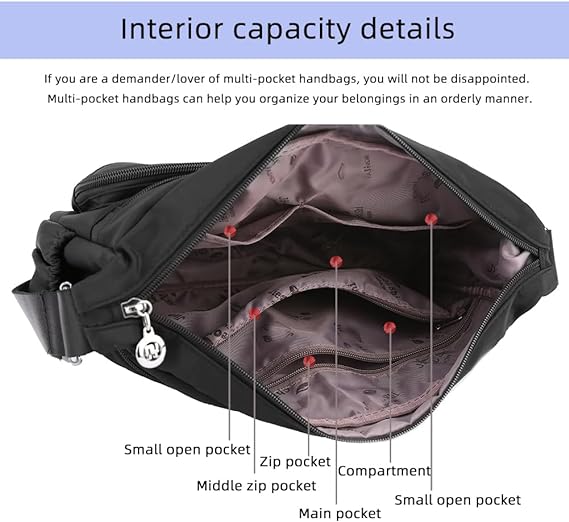 Interior capacity details
If you are a demander/lover of multi-pocket handbags, you will not be disappointed.
Multi-pocket handbags can help you organize your belongings in an orderly manner.
Small open pocket
Zip pocket
Compartment
Middle zip pocket
Small open pocket
Main pocket